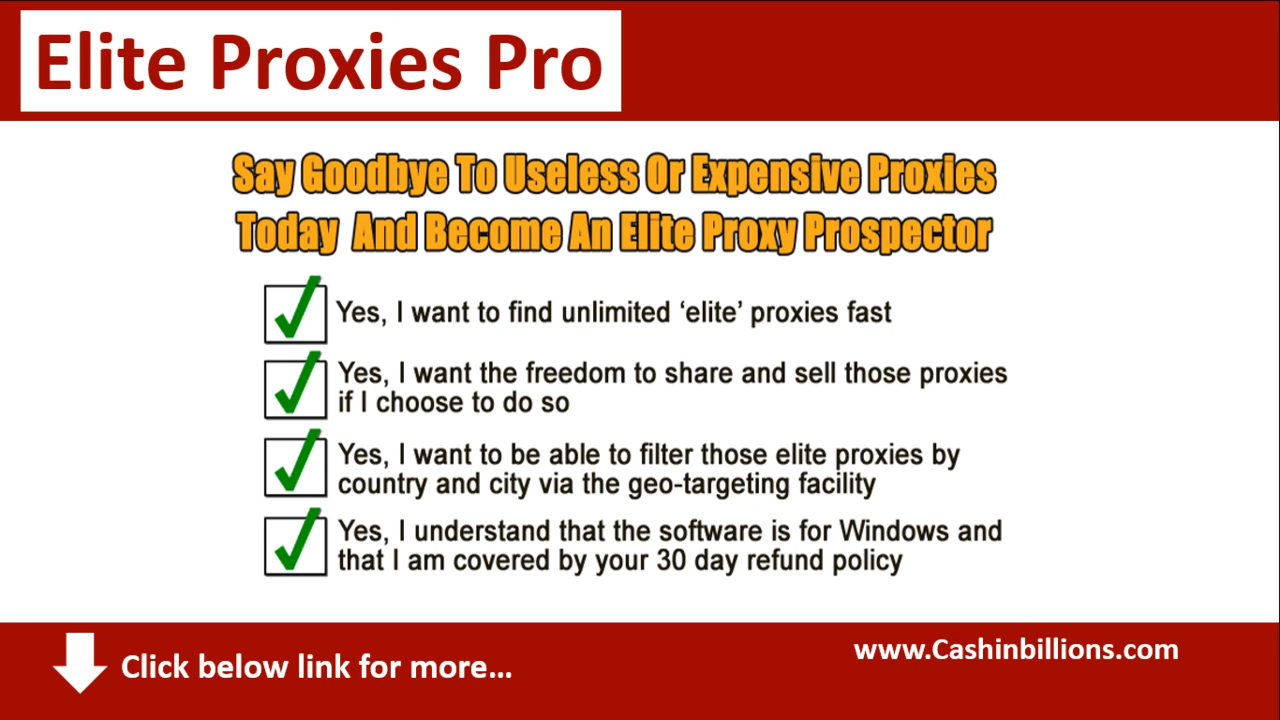 Elite Proxies Pro
Say Goodbye To Useless Or Expensive Proxies
Today And Become An Elite Proxy Prospector
Yes, I want to find unlimited ‘elite’ proxies fast
Yes, I want the freedom to share and sell those proxies
if I choose to do so
Yes, I want to be able to filter those elite proxies by
country and city via the geo-targeting facility
Yes, I understand that the software is for Windows and
that I am covered by your 30 day refund policy
Click below link for more...
www.Cashinbillions.com